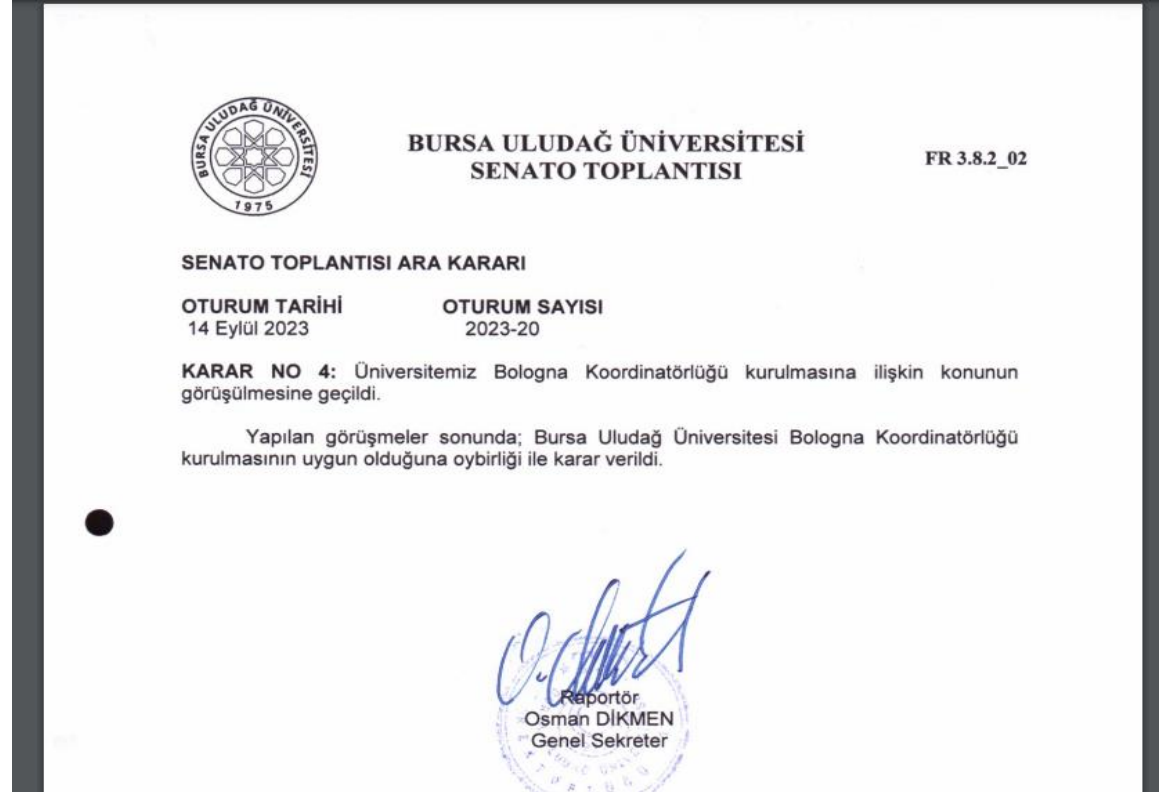 BURSA ULUDAĞ ÜNİVERSİTESİ
1975
BURSA ULUDAĞ ÜNİVERSİTESİ
SENATO TOPLANTISI
FR 3.8.2_02
SENATO TOPLANTISI ARA KARARI
OTURUM TARİHİ OTURUM SAYISI
14 Eylül 2023 2023-20
KARAR NO 4: Üniversitemiz Bologna Koordinatörlüğü kurulmasına ilişkin konunun
görüşülmesine geçildi.
Yapılan görüşmeler sonunda; Bursa Uludağ Üniversitesi Bologna Koordinatörlüğü
kurulmasının uygun olduğuna oybirliği ile karar verildi.
Raportör
Osman DİKMEN
Genel Sekreter